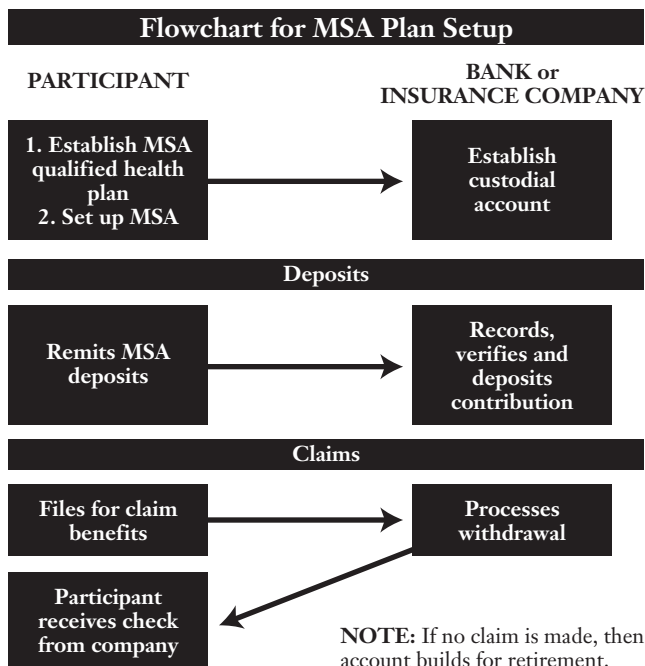 Flowchart for MSA Plan Setup
PARTICIPANT
BANK or
INSURANCE COMPANY
1. Establish MSA
qualified health
plan
2. Set up MSA
Establish
custodial
account
Deposits
Remits MSA
deposits
Records,
verifies and
deposits
contribution
Claims
Files for claim
benefits
Processes
withdrawal
Participant
receives check
from company
NOTE: If no claim is made, then
account builds for retirement.